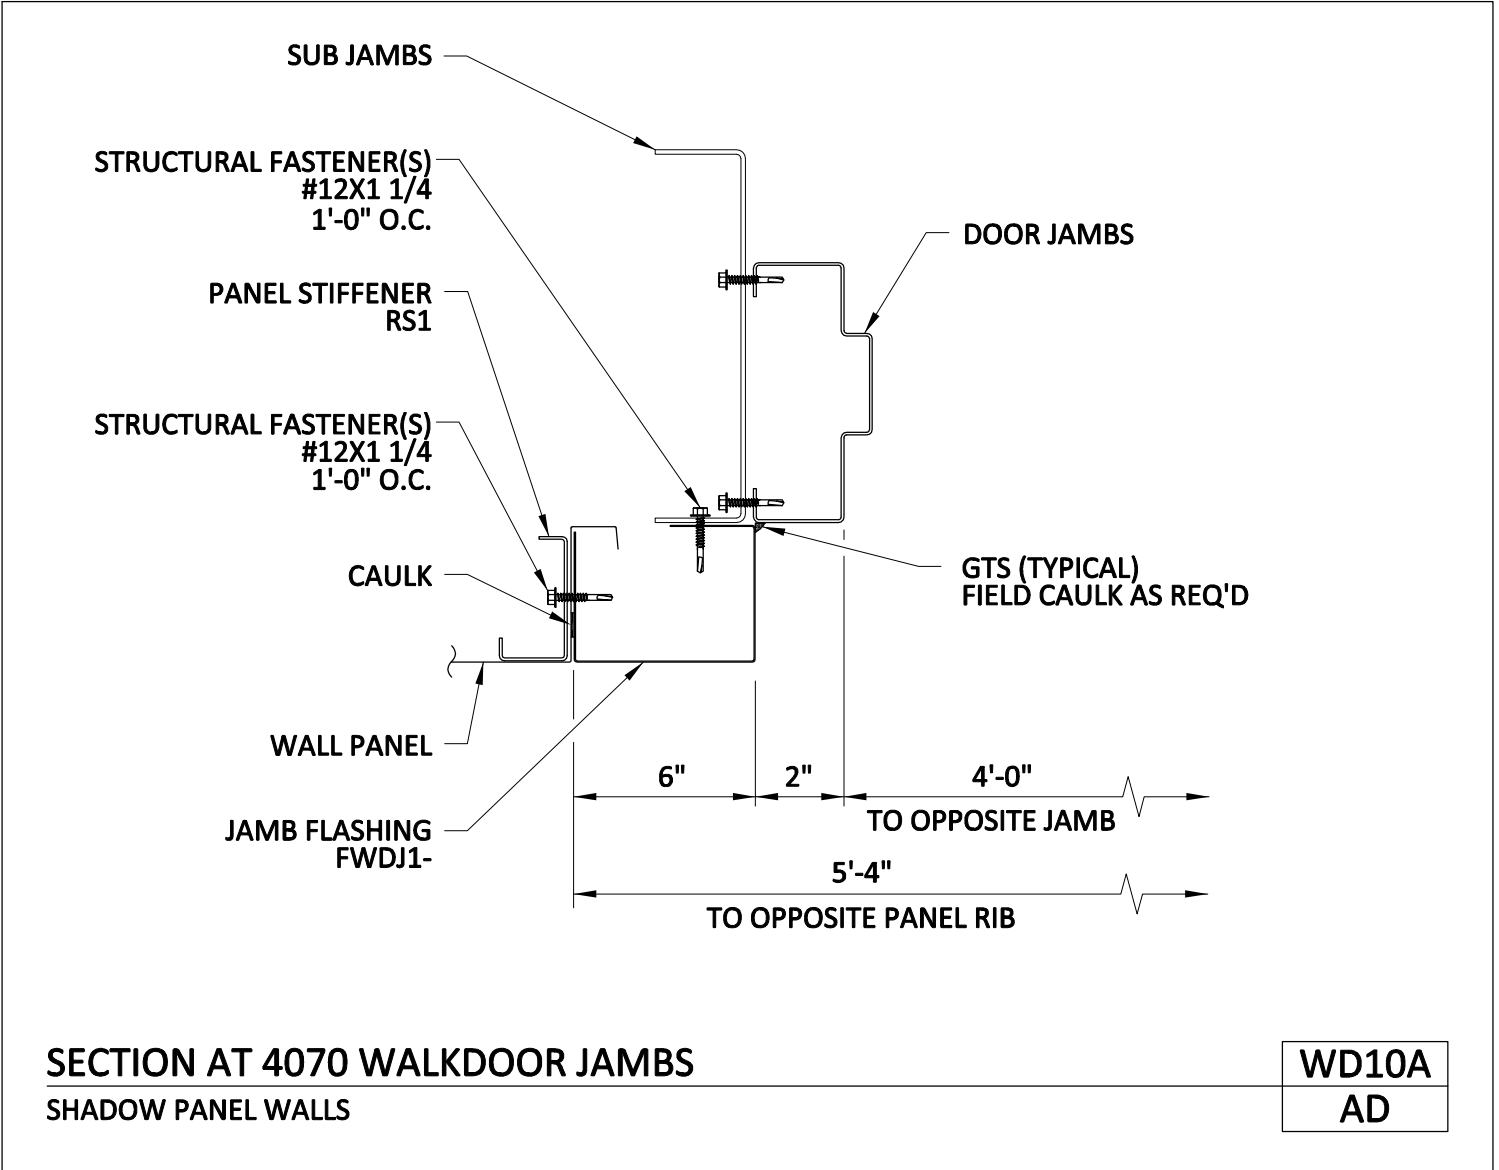 SUB JAMBS
STRUCTURAL FASTENER(S)
#12X1 1/4
1'-0" O.C.
DOOR JAMBS
PANEL STIFFENER
RS1
STRUCTURAL FASTENER(S)
#12X1 1/4
1'-0" O.C.
CAULK
GTS (TYPICAL)
FIELD CAULK AS REQ'D
WALL PANEL
6"
2"
4'-0"
TO OPPOSITE JAMB
JAMB FLASHING
FWDJ1-
5'-4"
TO OPPOSITE PANEL RIB
SECTION AT 4070 WALKDOOR JAMBS
SHADOW PANEL WALLS
WD10A
AD